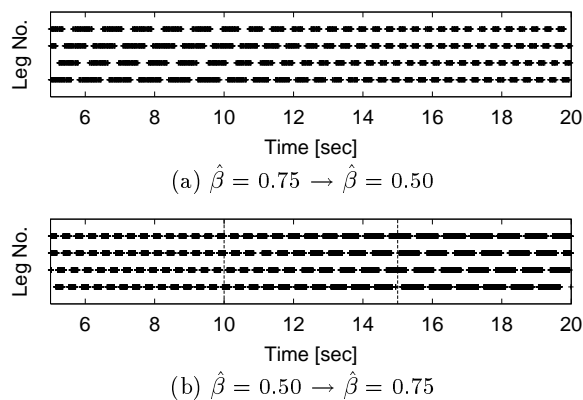 Leg No.
6 8 10 12 14 16 18 20
Time [sec]
(a) β̂ = 0.75 → β̂ = 0.50
Leg No.
6 8 10 12 14 16 18 20
Time [sec]
(b) β̂ = 0.50 → β̂ = 0.75